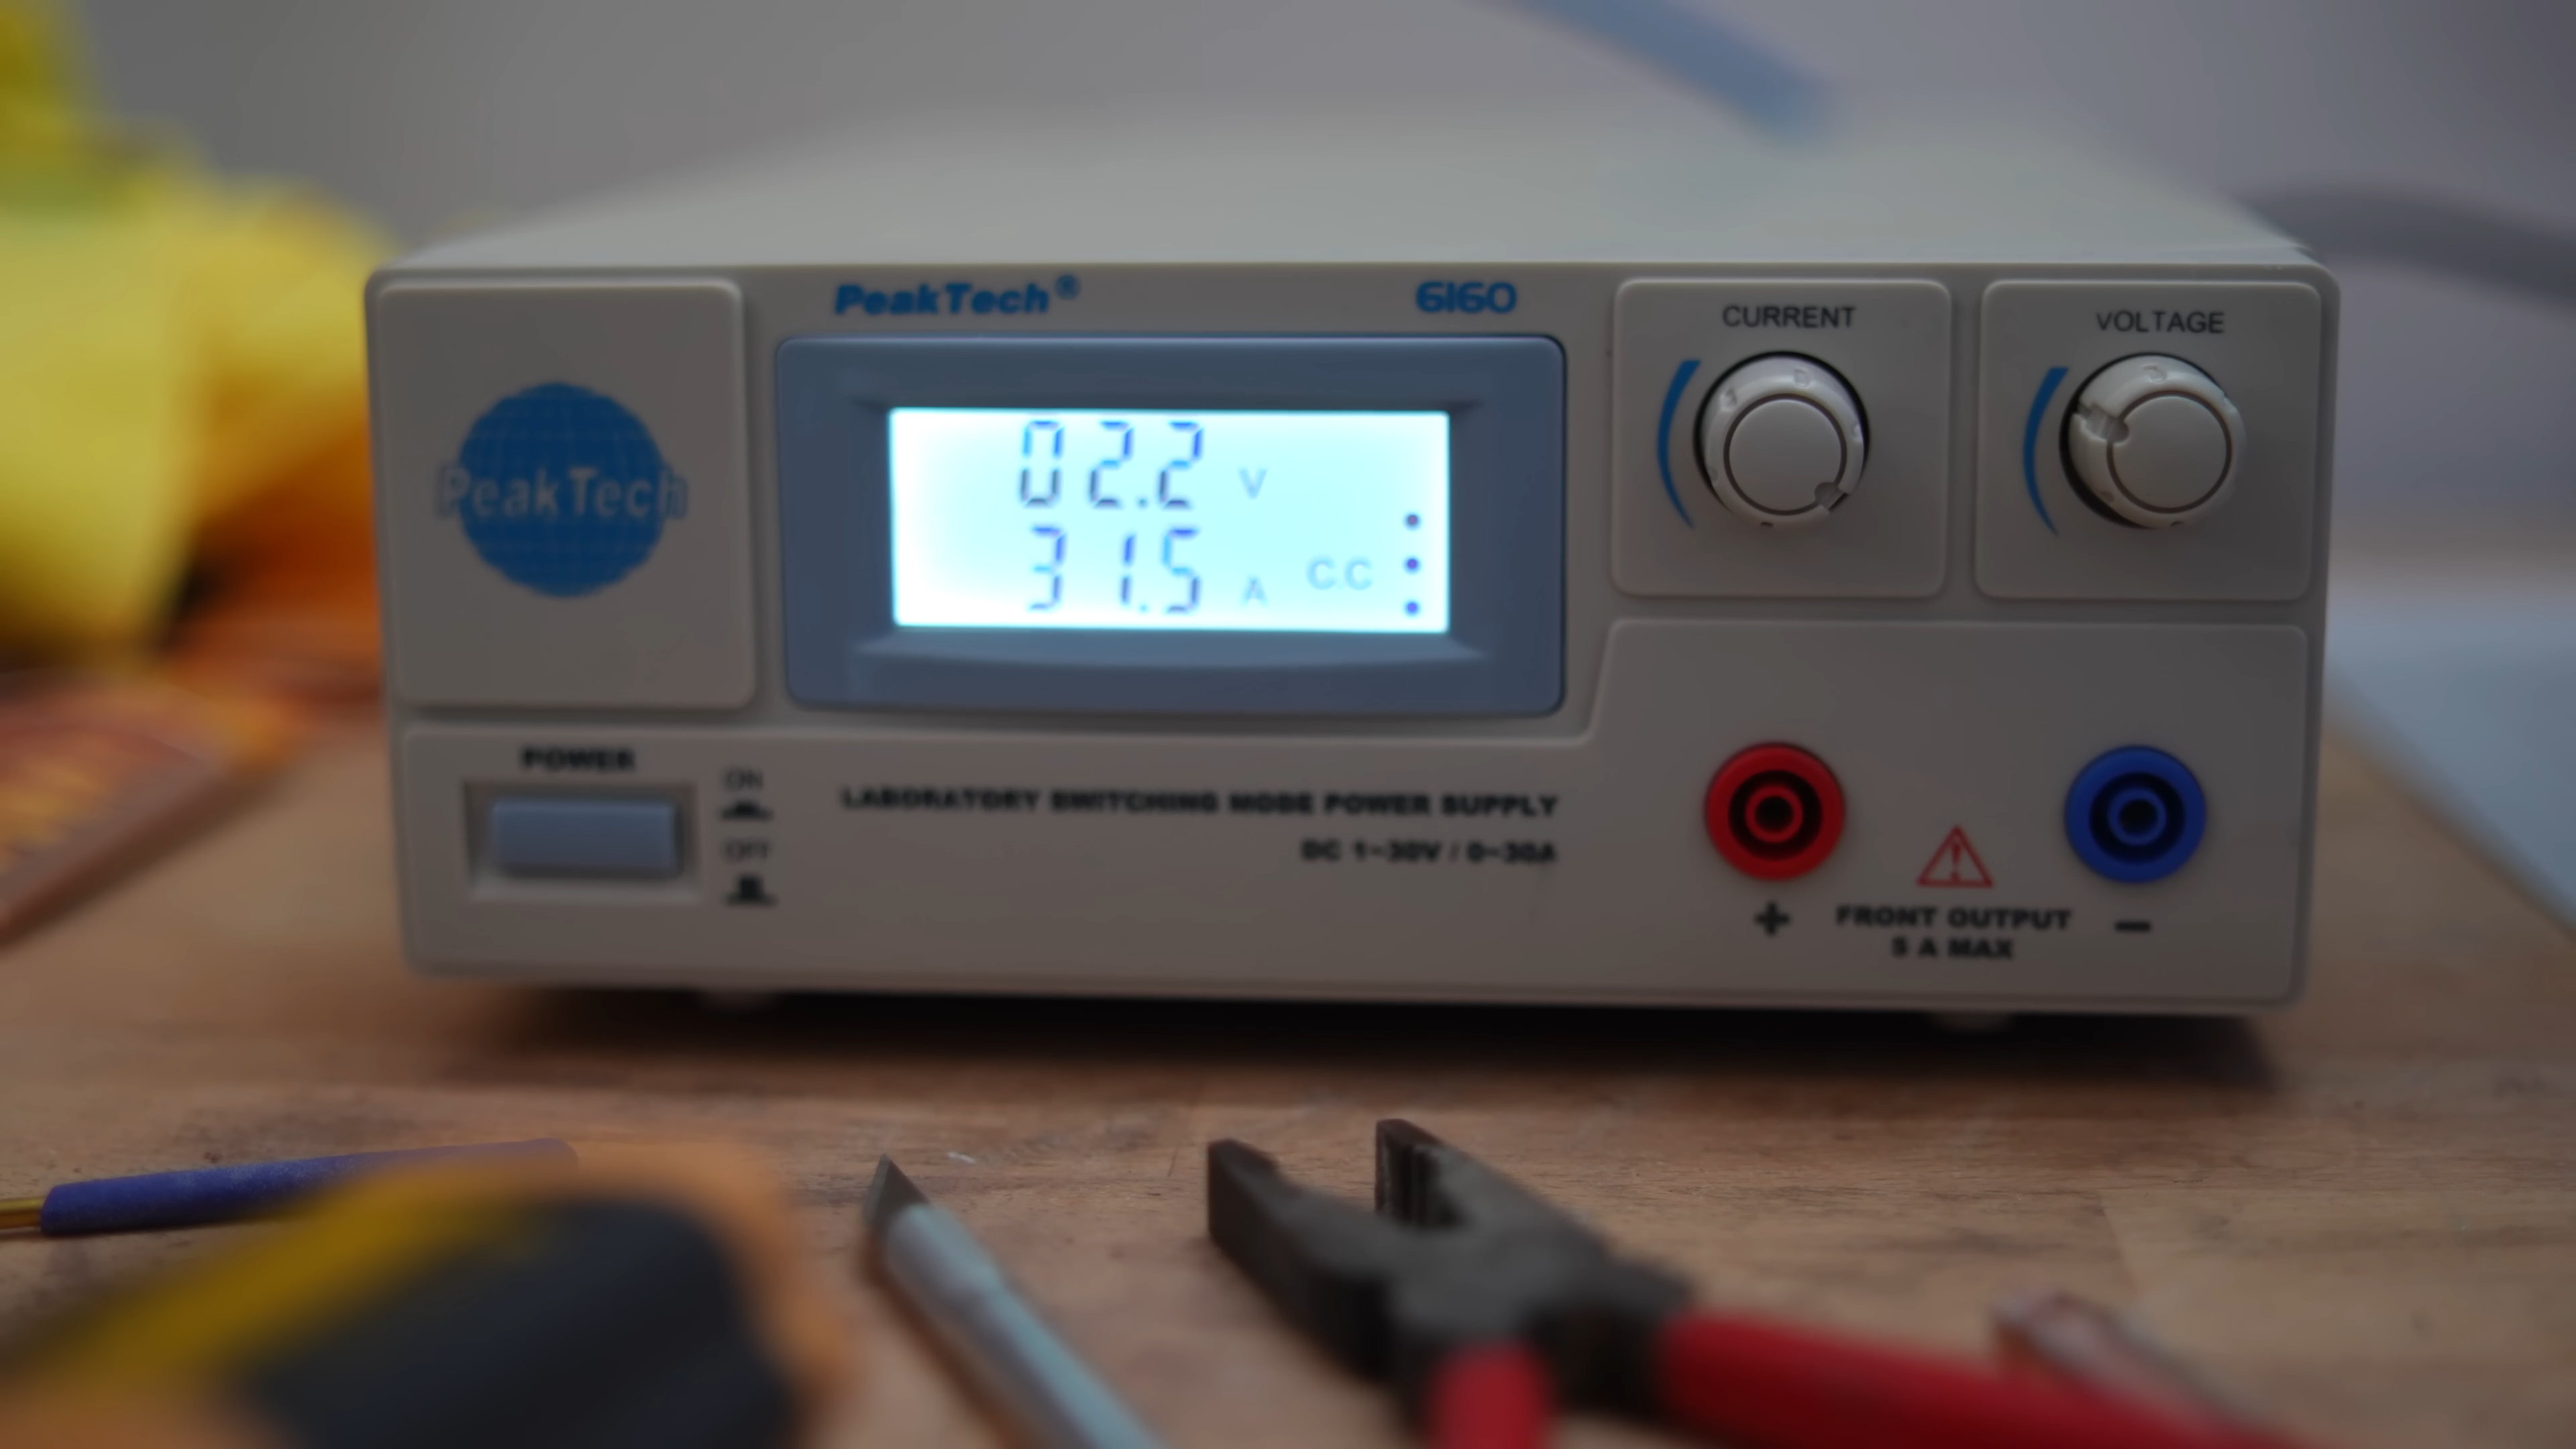 PeakTech®
6160
CURRENT
VOLTAGE
02.2 V
31.5 A C.C
PeakTech
POWER
ON
OFF
LABORATORY SWITCHING MODE POWER SUPPLY
DC 1~30V / 0~30A
+
FRONT OUTPUT
5 A MAX
−